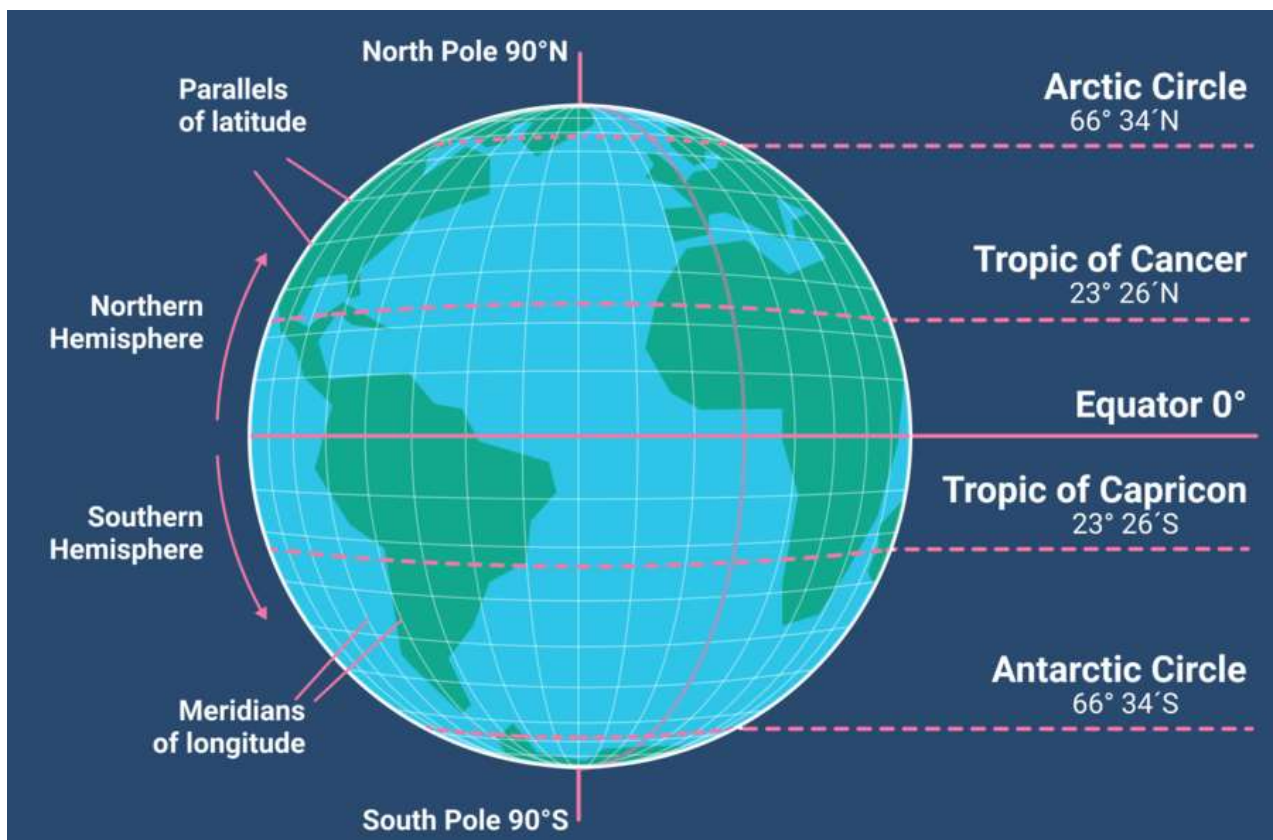 North Pole 90°N
Parallels
of latitude
Arctic Circle
66° 34´N
Northern
Hemisphere
Tropic of Cancer
23° 26´N
Equator 0°
Southern
Hemisphere
Tropic of Capricon
23° 26´S
Meridians
of longitude
Antarctic Circle
66° 34´S
South Pole 90°S